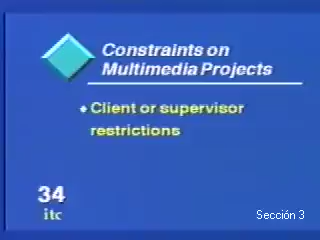 Constraints on
Multimedia Projects
Client or supervisor
restrictions
34
itc
Sección 3